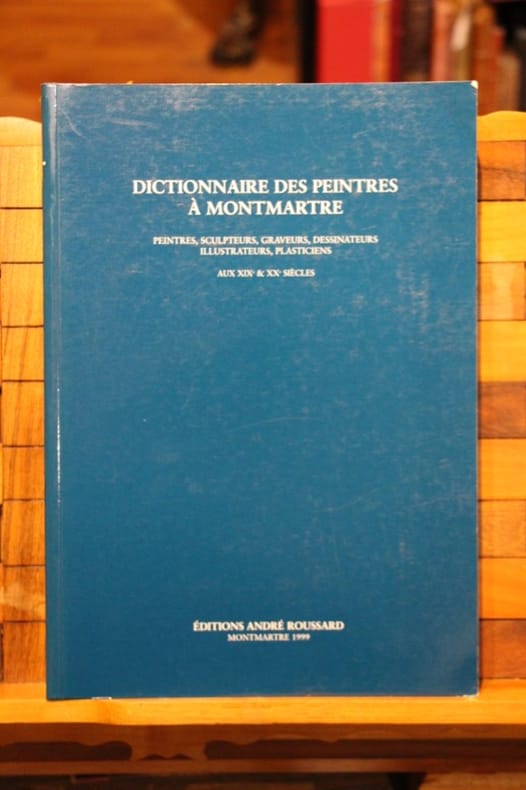 DICTIONNAIRE DES PEINTRES
À MONTMARTRE
PEINTRES, SCULPTEURS, GRAVEURS, DESSINATEURS
ILLUSTRATEURS, PLASTICIENS
AUX XIXe & XXe SIÈCLES
ÉDITIONS ANDRÉ ROUSSARD
MONTMARTRE 1999